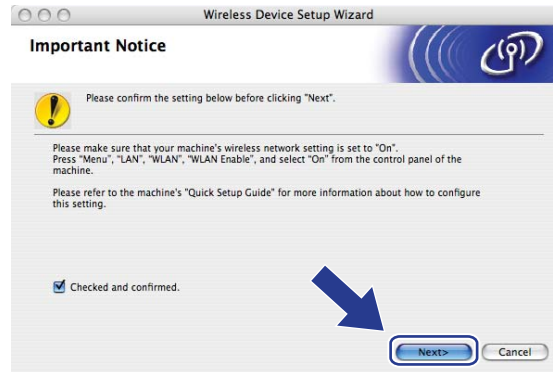 Wireless Device Setup Wizard
Important Notice
Please confirm the setting below before clicking "Next".
Please make sure that your machine's wireless network setting is set to "On".
Press "Menu", "LAN", "WLAN", "WLAN Enable", and select "On" from the control panel of the
machine.
Please refer to the machine's "Quick Setup Guide" for more information about how to configure
this setting.
Checked and confirmed.
Next>
Cancel